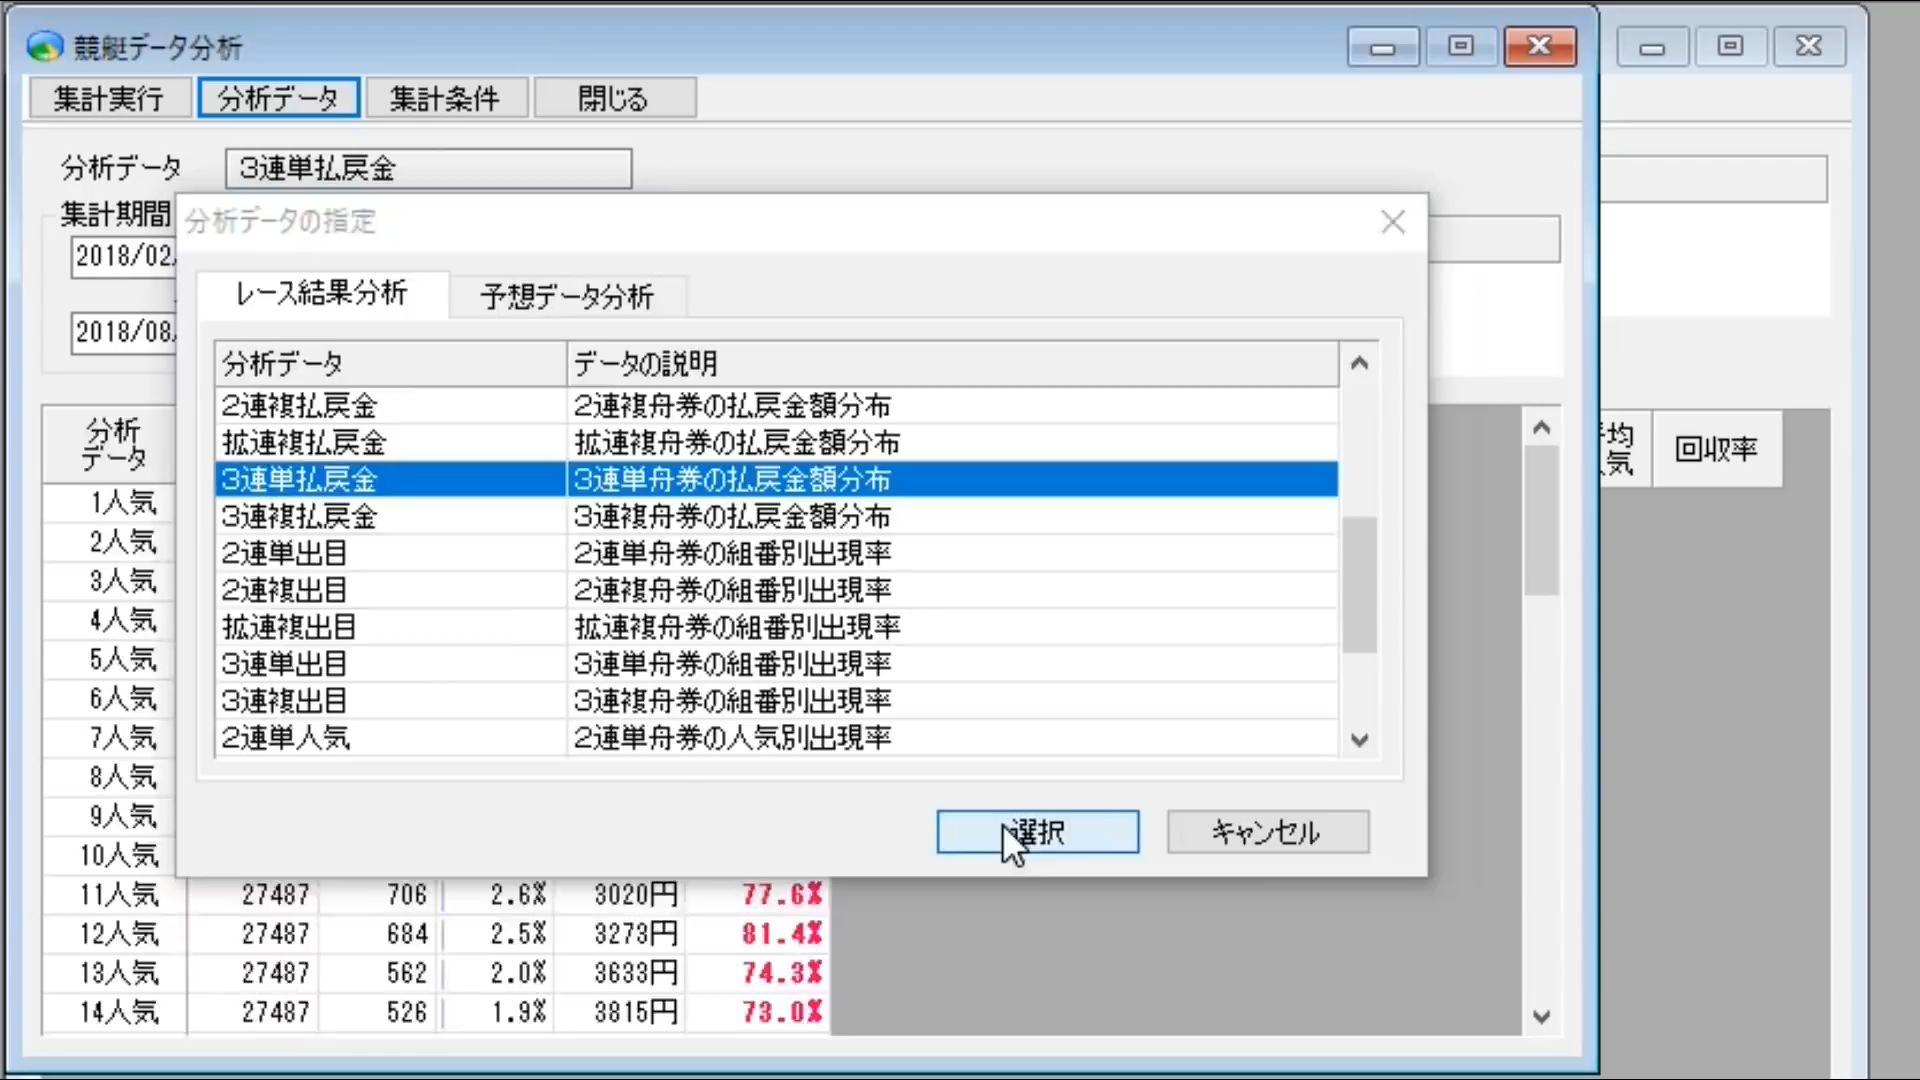 競艇データ分析
集計実行 分析データ 集計条件 閉じる
分析データ 3連単払戻金
集計期間
2018/02
2018/08
分析データの指定
レース結果分析 予想データ分析
分析データ データの説明
2連複払戻金 2連複舟券の払戻金額分布
拡連複払戻金 拡連複舟券の払戻金額分布
3連単払戻金 3連単舟券の払戻金額分布
3連複払戻金 3連複舟券の払戻金額分布
2連単出目 2連単舟券の組番別出現率
2連複出目 2連複舟券の組番別出現率
拡連複出目 拡連複舟券の組番別出現率
3連単出目 3連単舟券の組番別出現率
3連複出目 3連複舟券の組番別出現率
2連単人気 2連単舟券の人気別出現率
選択 キャンセル
分析
データ
回収率
1人気
2人気
3人気
4人気
5人気
6人気
7人気
8人気
9人気
10人気
11人気 27487 706 2.6% 3020円 77.6%
12人気 27487 684 2.5% 3273円 81.4%
13人気 27487 562 2.0% 3633円 74.3%
14人気 27487 526 1.9% 3815円 73.0%